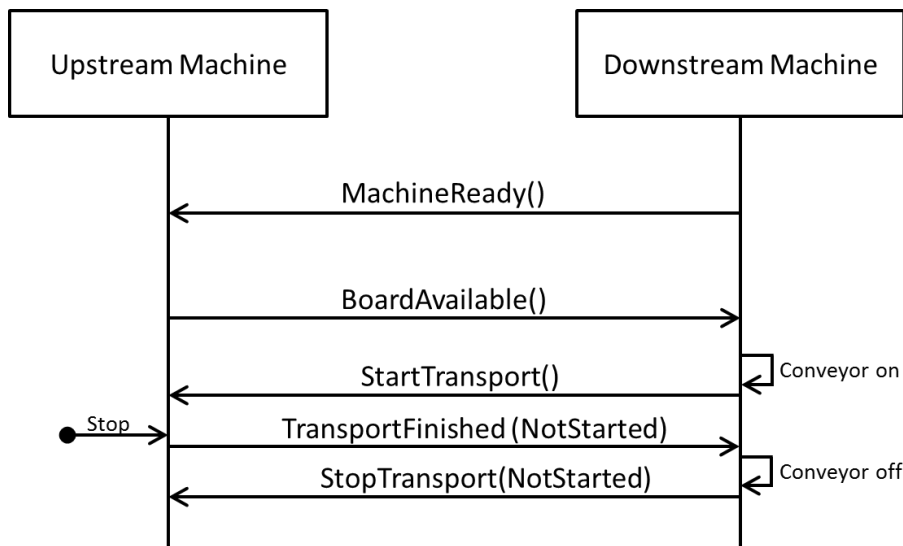 Upstream Machine
Downstream Machine
MachineReady()
BoardAvailable()
Conveyor on
StartTransport()
Stop
TransportFinished (NotStarted)
Conveyor off
StopTransport(NotStarted)